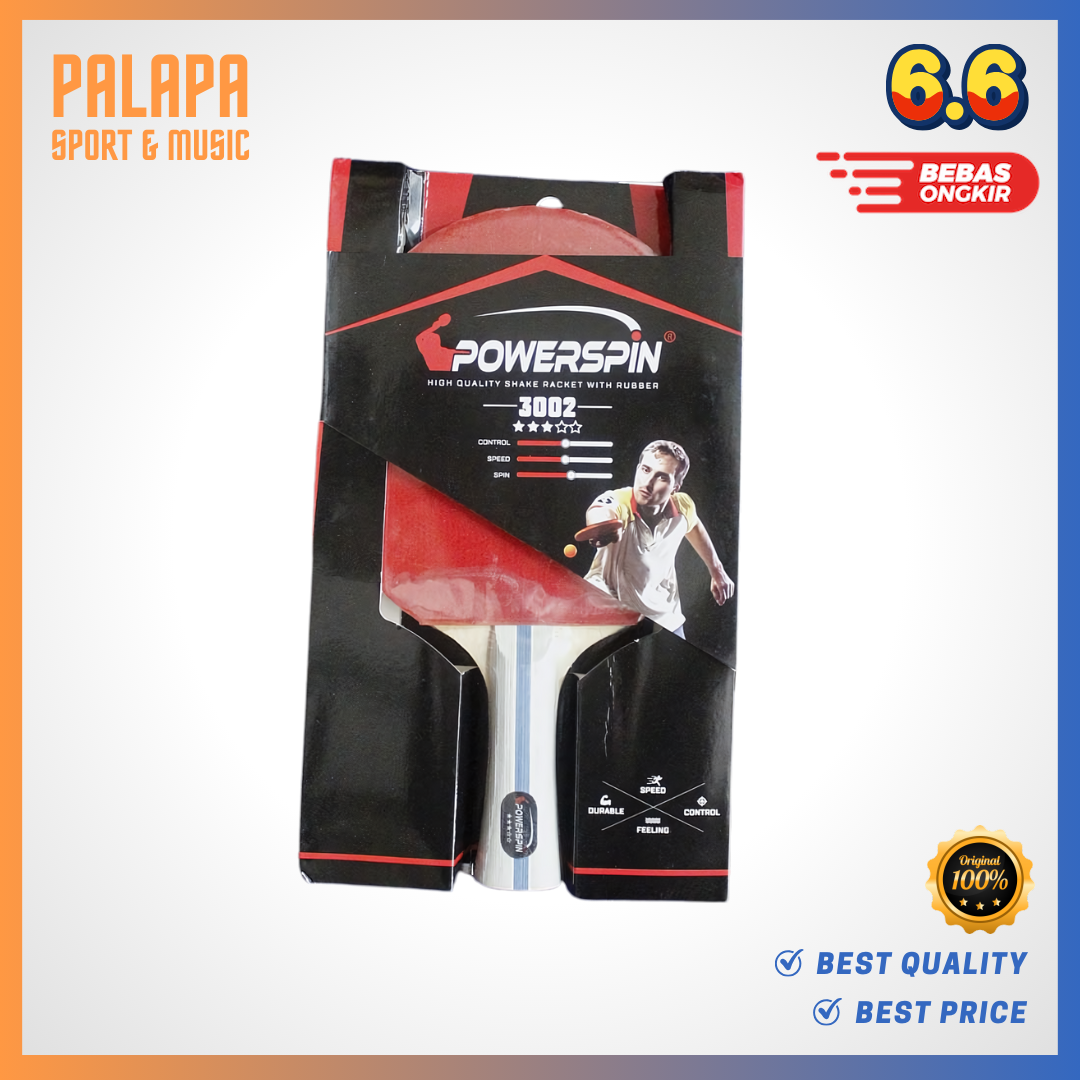 PALAPA
SPORT & MUSIC
6.6
BEBAS
ONGKIR
POWERSPIN®
HIGH QUALITY SHAKE RACKET WITH RUBBER
3002
CONTROL
SPEED
SPIN
SPEED
DURABLE
CONTROL
FEELING
POWERSPIN
Original
100%
BEST QUALITY
BEST PRICE